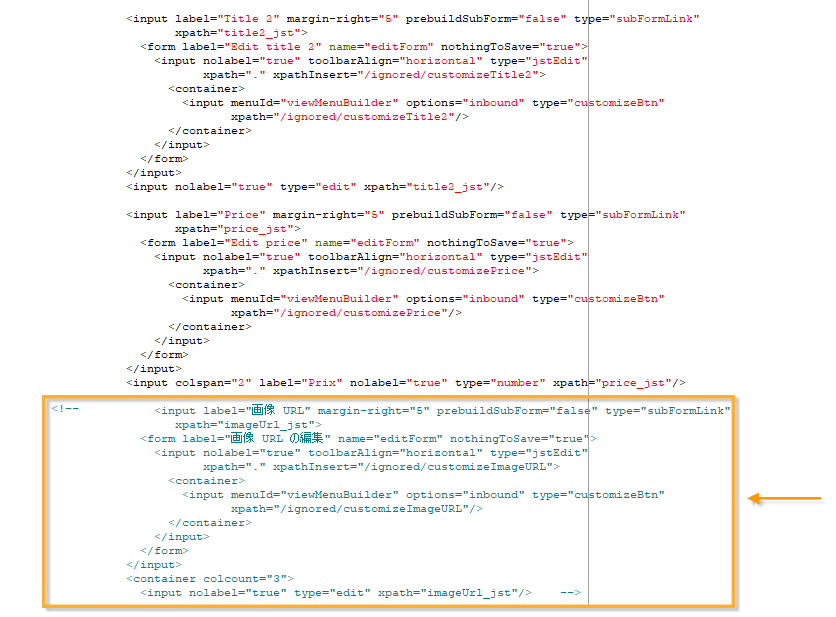 <input label="Title 2" margin-right="5" prebuildSubForm="false" type="subFormLink"
xpath="title2_jst">
<form label="Edit title 2" name="editForm" nothingToSave="true">
<input nolabel="true" toolbarAlign="horizontal" type="jstEdit"
xpath="." xpathInsert="/ignored/customizeTitle2">
<container>
<input menuId="viewMenuBuilder" options="inbound" type="customizeBtn"
xpath="/ignored/customizeTitle2"/>
</container>
</input>
</form>
</input>
<input nolabel="true" type="edit" xpath="title2_jst"/>
<input label="Price" margin-right="5" prebuildSubForm="false" type="subFormLink"
xpath="price_jst">
<form label="Edit price" name="editForm" nothingToSave="true">
<input nolabel="true" toolbarAlign="horizontal" type="jstEdit"
xpath="." xpathInsert="/ignored/customizePrice">
<container>
<input menuId="viewMenuBuilder" options="inbound" type="customizeBtn"
xpath="/ignored/customizePrice"/>
</container>
</input>
</form>
</input>
<input colspan="2" label="Prix" nolabel="true" type="number" xpath="price_jst"/>
<!-- <input label="画像 URL" margin-right="5" prebuildSubForm="false" type="subFormLink"
xpath="imageUrl_jst">
<form label="画像 URL の編集" name="editForm" nothingToSave="true">
<input nolabel="true" toolbarAlign="horizontal" type="jstEdit"
xpath="." xpathInsert="/ignored/customizeImageURL">
<container>
<input menuId="viewMenuBuilder" options="inbound" type="customizeBtn"
xpath="/ignored/customizeImageURL"/>
</container>
</input>
</form>
</input>
<container colcount="3">
<input nolabel="true" type="edit" xpath="imageUrl_jst"/> -->